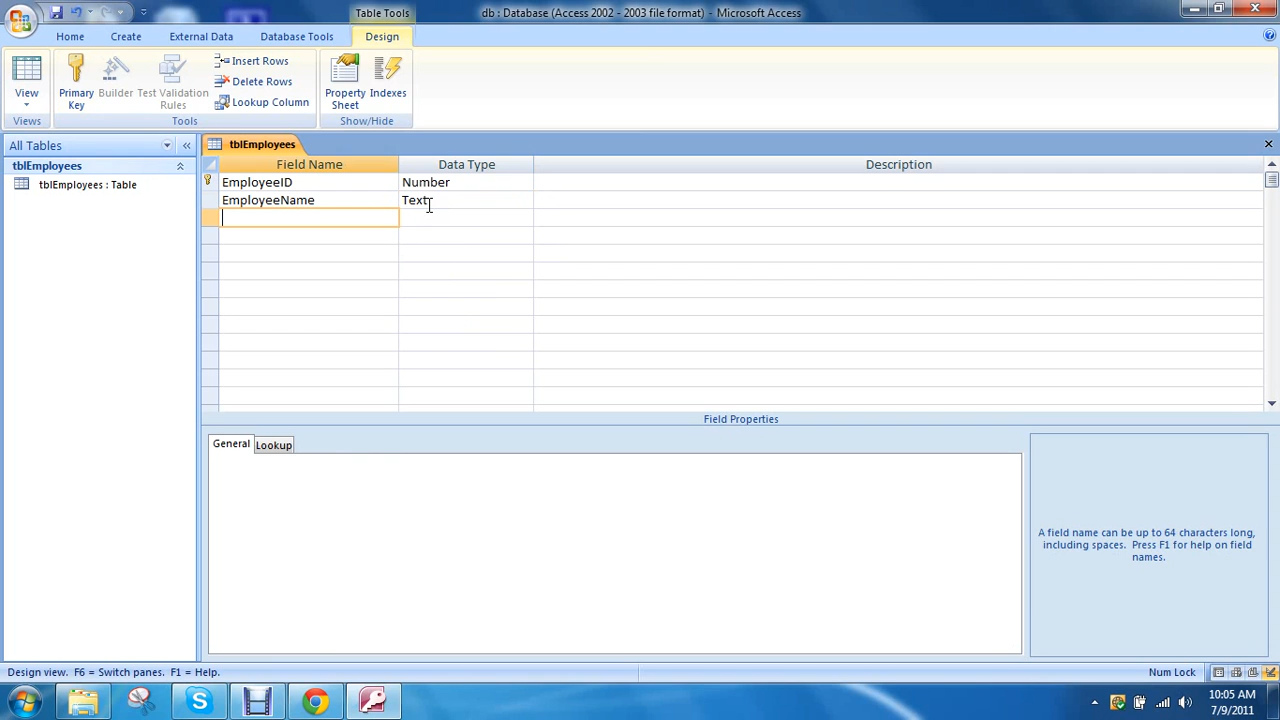 Table Tools
db : Database (Access 2002 - 2003 file format) - Microsoft Access
Home Create External Data Database Tools Design
View
Views
Primary Key
Builder
Test Validation Rules
Insert Rows
Delete Rows
Lookup Column
Tools
Property Sheet
Indexes
Show/Hide
All Tables
tblEmployees
tblEmployees : Table
tblEmployees
Field Name Data Type Description
EmployeeID Number
EmployeeName Text
Field Properties
General Lookup
A field name can be up to 64 characters long,
including spaces. Press F1 for help on field
names.
Design view. F6 = Switch panes. F1 = Help.
Num Lock
10:05 AM
7/9/2011